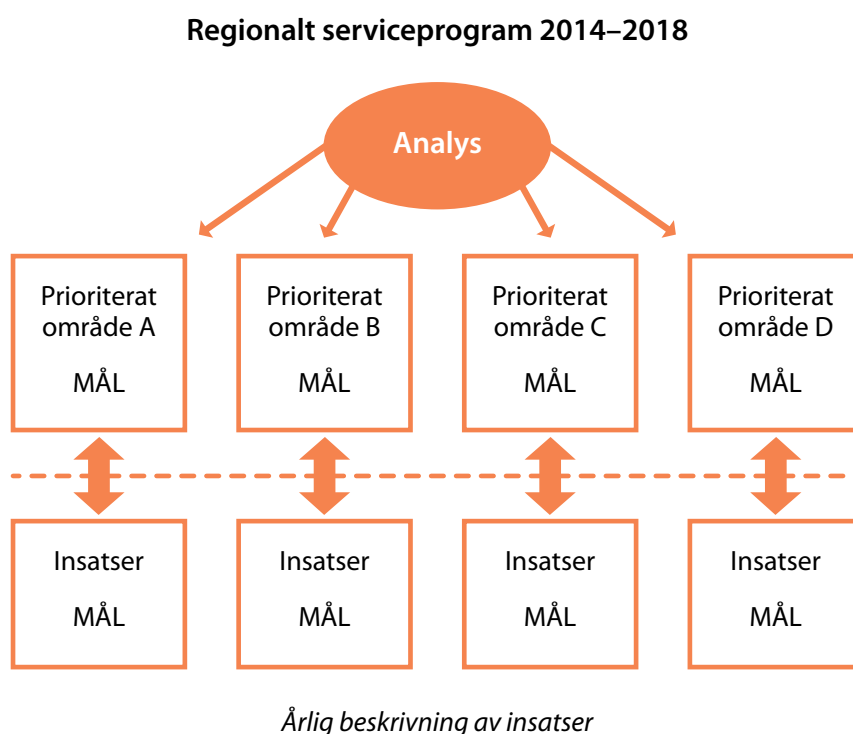 Regionalt serviceprogram 2014–2018
Analys
Prioriterat
område A
MÅL
Prioriterat
område B
MÅL
Prioriterat
område C
MÅL
Prioriterat
område D
MÅL
Insatser
MÅL
Insatser
MÅL
Insatser
MÅL
Insatser
MÅL
Årlig beskrivning av insatser